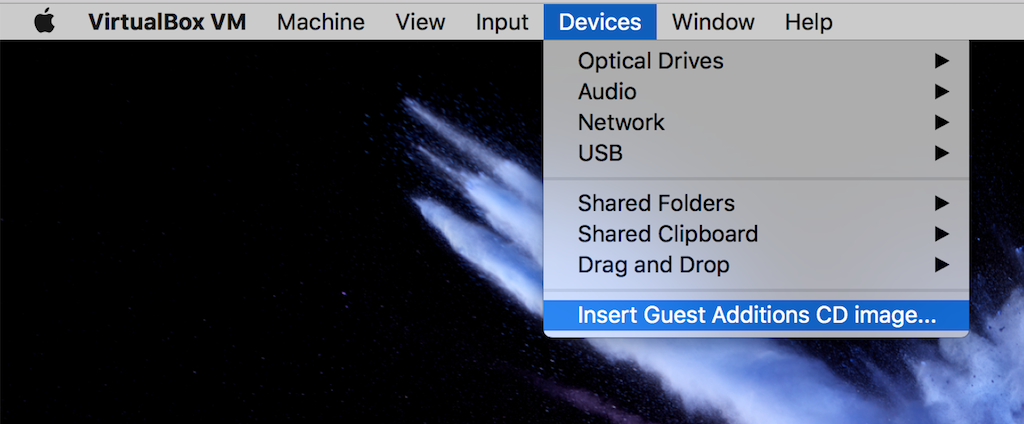 VirtualBox VM Machine View Input Devices Window Help
Optical Drives
Audio
Network
USB
Shared Folders
Shared Clipboard
Drag and Drop
Insert Guest Additions CD image...